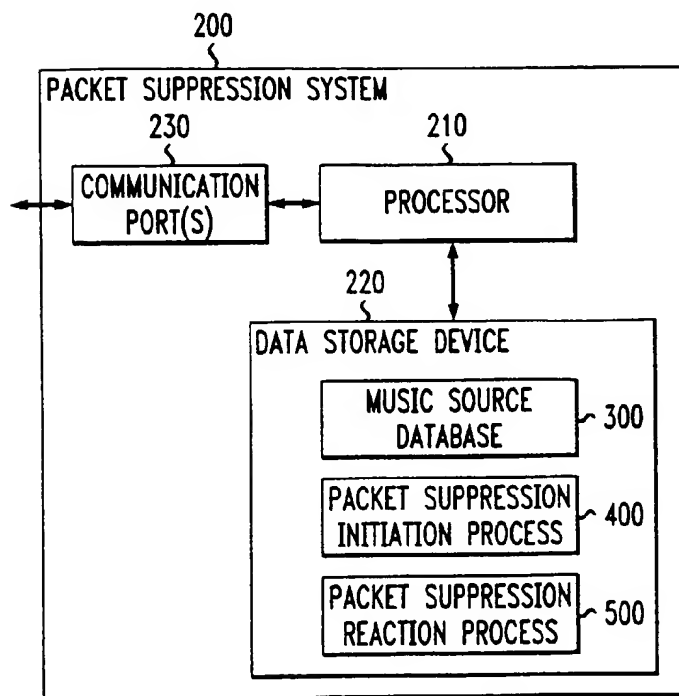 200
PACKET SUPPRESSION SYSTEM
230
210
COMMUNICATION
PORT(S)
PROCESSOR
220
DATA STORAGE DEVICE
MUSIC SOURCE
DATABASE
300
PACKET SUPPRESSION
INITIATION PROCESS
400
PACKET SUPPRESSION
REACTION PROCESS
500